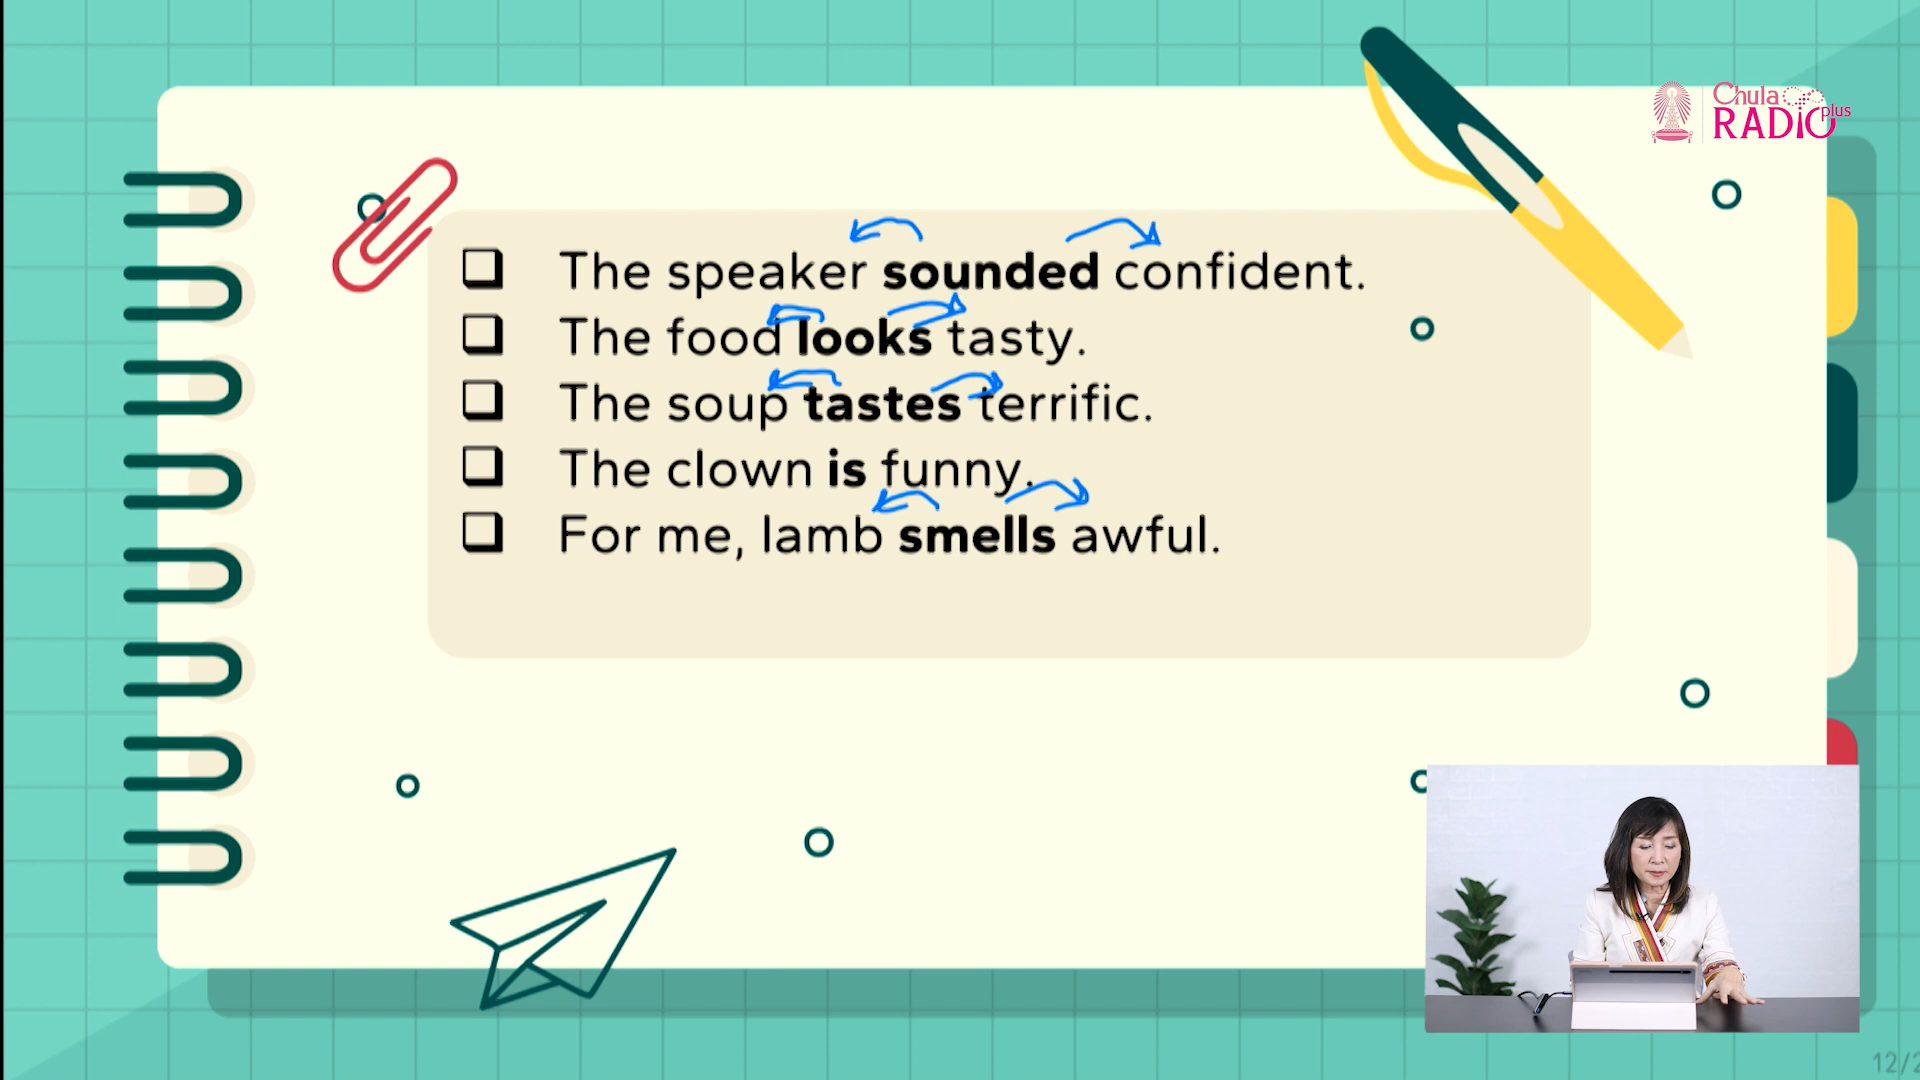 Chula
RADIO plus
❑ The speaker sounded confident.
❑ The food looks tasty.
❑ The soup tastes terrific.
❑ The clown is funny.
❑ For me, lamb smells awful.